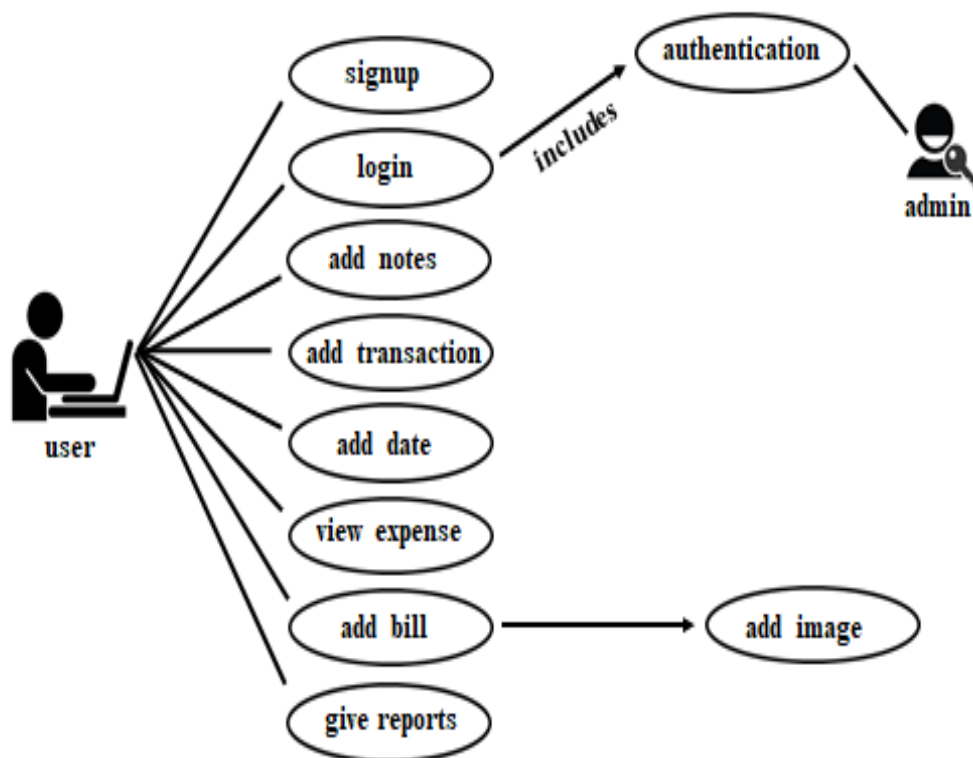 signup
authentication
login
includes
admin
add notes
add transaction
add date
user
view expense
add bill
add image
give reports